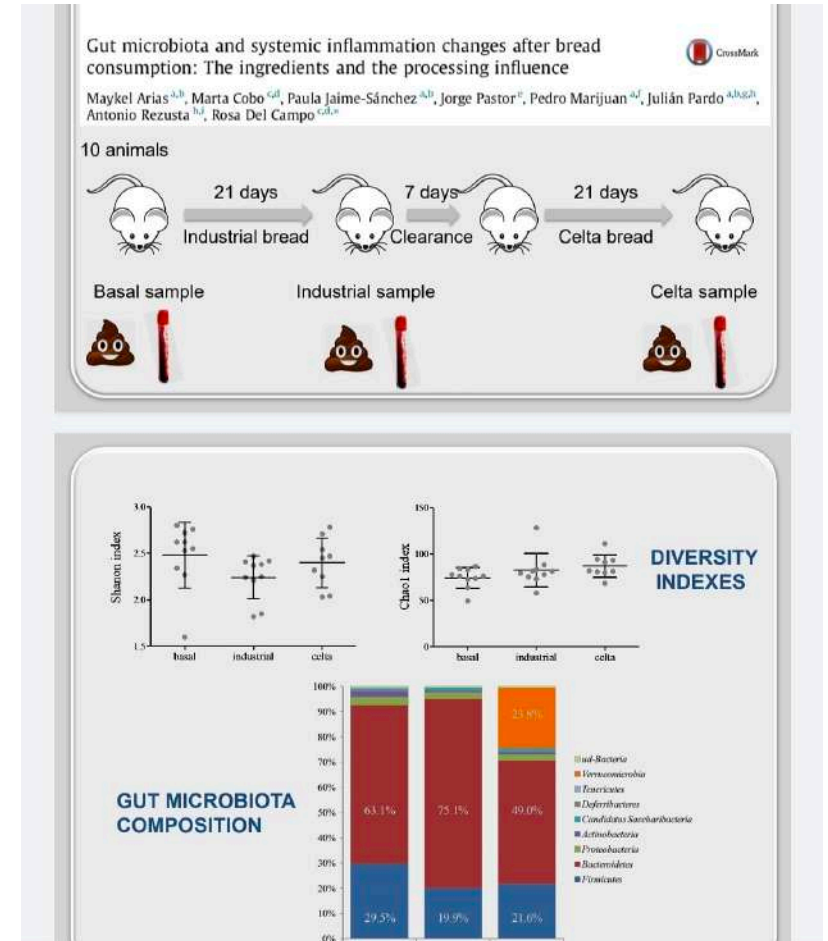 Gut microbiota and systemic inflammation changes after bread
consumption: The ingredients and the processing influence
CrossMark
Maykel Arias a,b, Marta Cobo c,d, Paula Jaime-Sánchez a,b, Jorge Pastor e, Pedro Marijuan a,f, Julián Pardo a,b,g,h,
Antonio Rezusta h,i, Rosa Del Campo c,d,*
10 animals
21 days
7 days
21 days
Industrial bread
Clearance
Celta bread
Basal sample
Industrial sample
Celta sample
3.0
2.5
2.0
1.5
Shanon index
basal
industrial
celta
150
100
50
0
Chao1 index
basal
industrial
celta
DIVERSITY
INDEXES
100%
90%
80%
70%
60%
50%
40%
30%
20%
10%
0%
63.1%
29.5%
75.1%
19.9%
23.8%
49.0%
21.6%
ud-Bacteria
Verrucomicrobia
Tenericutes
Deferribacteres
Candidatus Saccharibacteria
Actinobacteria
Proteobacteria
Bacteroidetes
Firmicutes
GUT MICROBIOTA
COMPOSITION